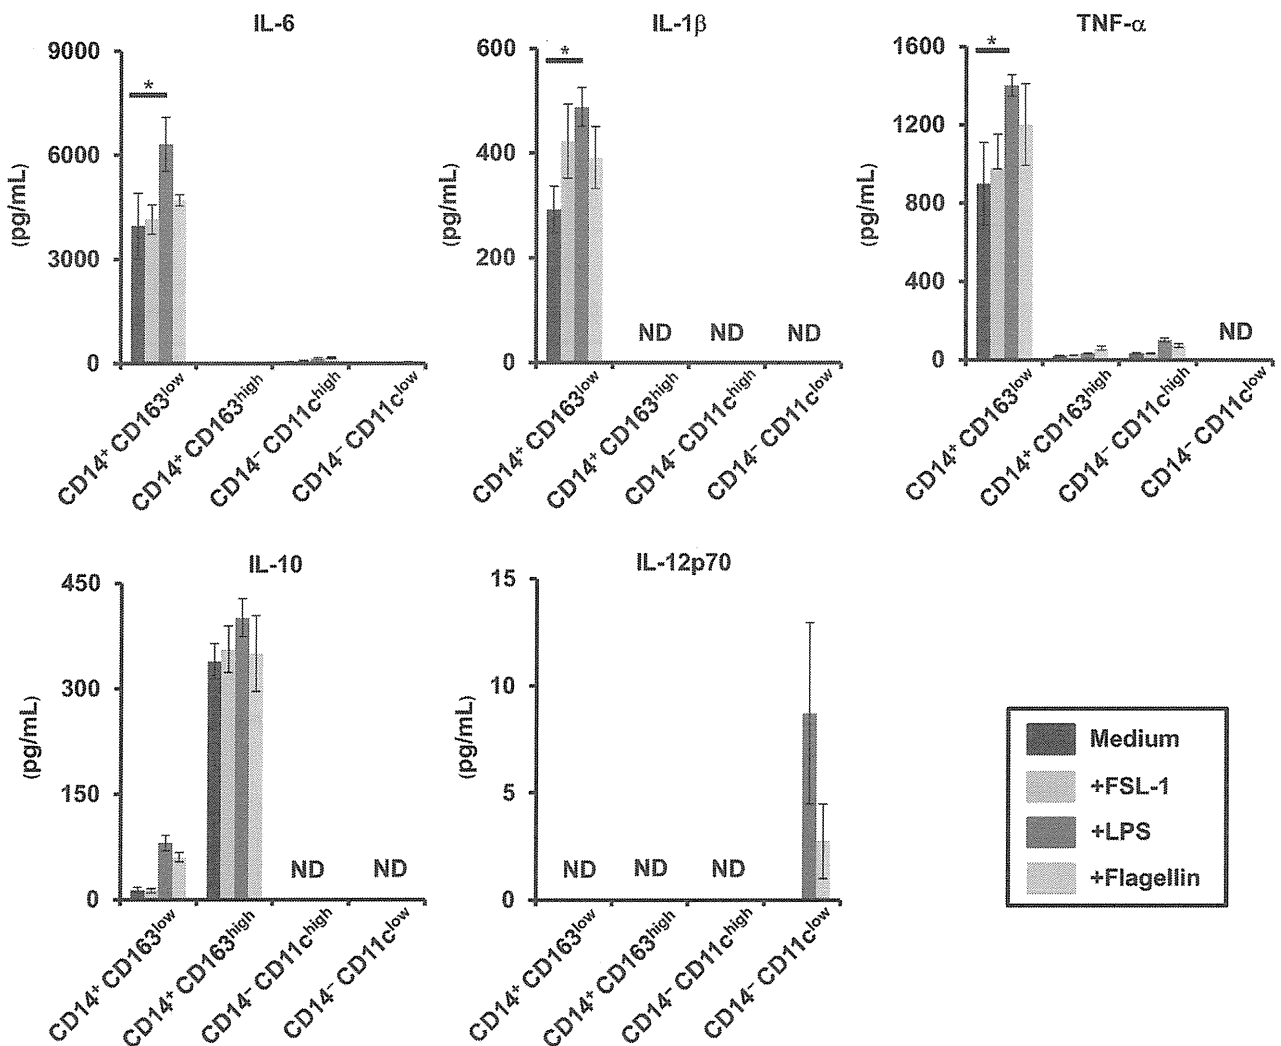 IL-6
9000
6000
3000
0
(pg/mL)
*
CD14⁺ CD163ˡᵒʷ
CD14⁺ CD163ʰⁱᵍʰ
CD14⁻ CD11cʰⁱᵍʰ
CD14⁻ CD11cˡᵒʷ
IL-1β
600
400
200
0
(pg/mL)
*
ND
ND
ND
CD14⁺ CD163ˡᵒʷ
CD14⁺ CD163ʰⁱᵍʰ
CD14⁻ CD11cʰⁱᵍʰ
CD14⁻ CD11cˡᵒʷ
TNF-α
1600
1200
800
400
0
(pg/mL)
*
ND
CD14⁺ CD163ˡᵒʷ
CD14⁺ CD163ʰⁱᵍʰ
CD14⁻ CD11cʰⁱᵍʰ
CD14⁻ CD11cˡᵒʷ
IL-10
450
300
150
0
(pg/mL)
ND
ND
CD14⁺ CD163ˡᵒʷ
CD14⁺ CD163ʰⁱᵍʰ
CD14⁻ CD11cʰⁱᵍʰ
CD14⁻ CD11cˡᵒʷ
IL-12p70
15
10
5
0
(pg/mL)
ND
ND
ND
CD14⁺ CD163ˡᵒʷ
CD14⁺ CD163ʰⁱᵍʰ
CD14⁻ CD11cʰⁱᵍʰ
CD14⁻ CD11cˡᵒʷ
Medium
+FSL-1
+LPS
+Flagellin